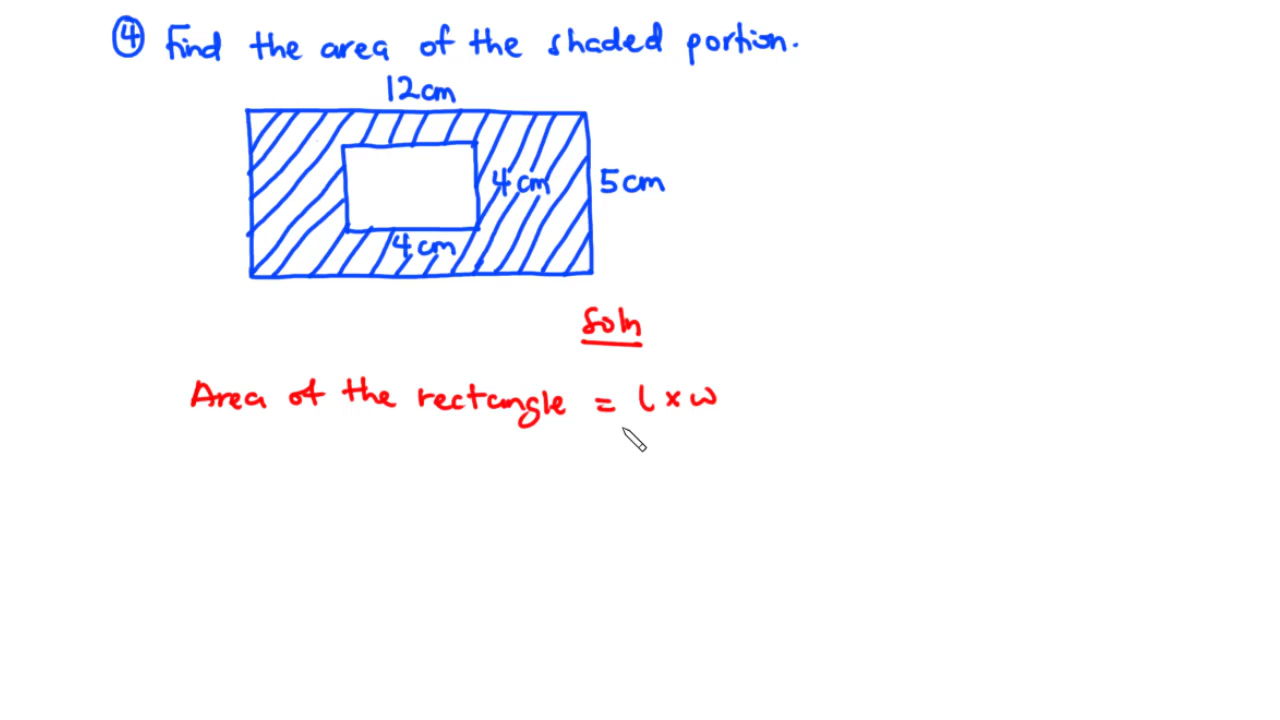 ④ Find the area of the shaded portion.
12cm
4cm 5cm
4cm
Soln
Area of the rectangle = l × w